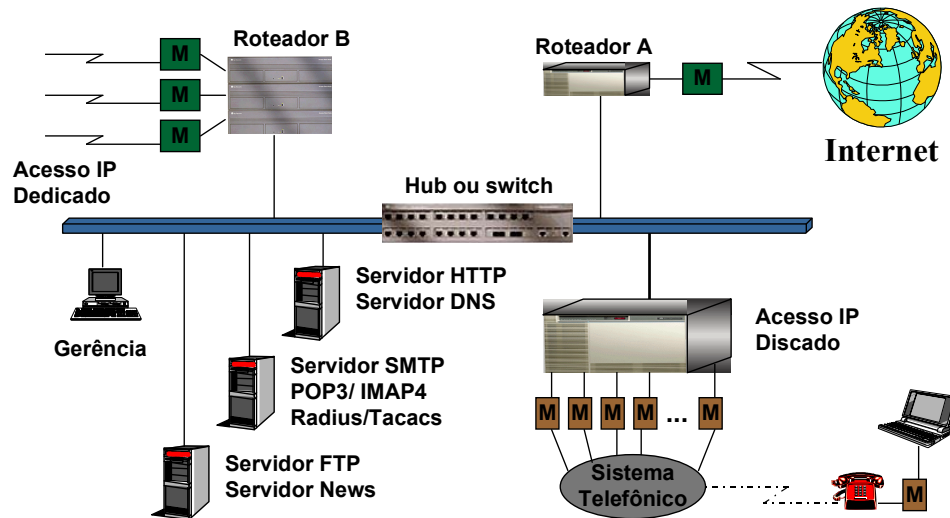 Roteador B
Roteador A
M
M
M
M
Internet
Acesso IP
Dedicado
Hub ou switch
Servidor HTTP
Servidor DNS
Gerência
Acesso IP
Discado
Servidor SMTP
POP3/ IMAP4
Radius/Tacacs
M M M M ... M
Servidor FTP
Servidor News
Sistema
Telefônico
M